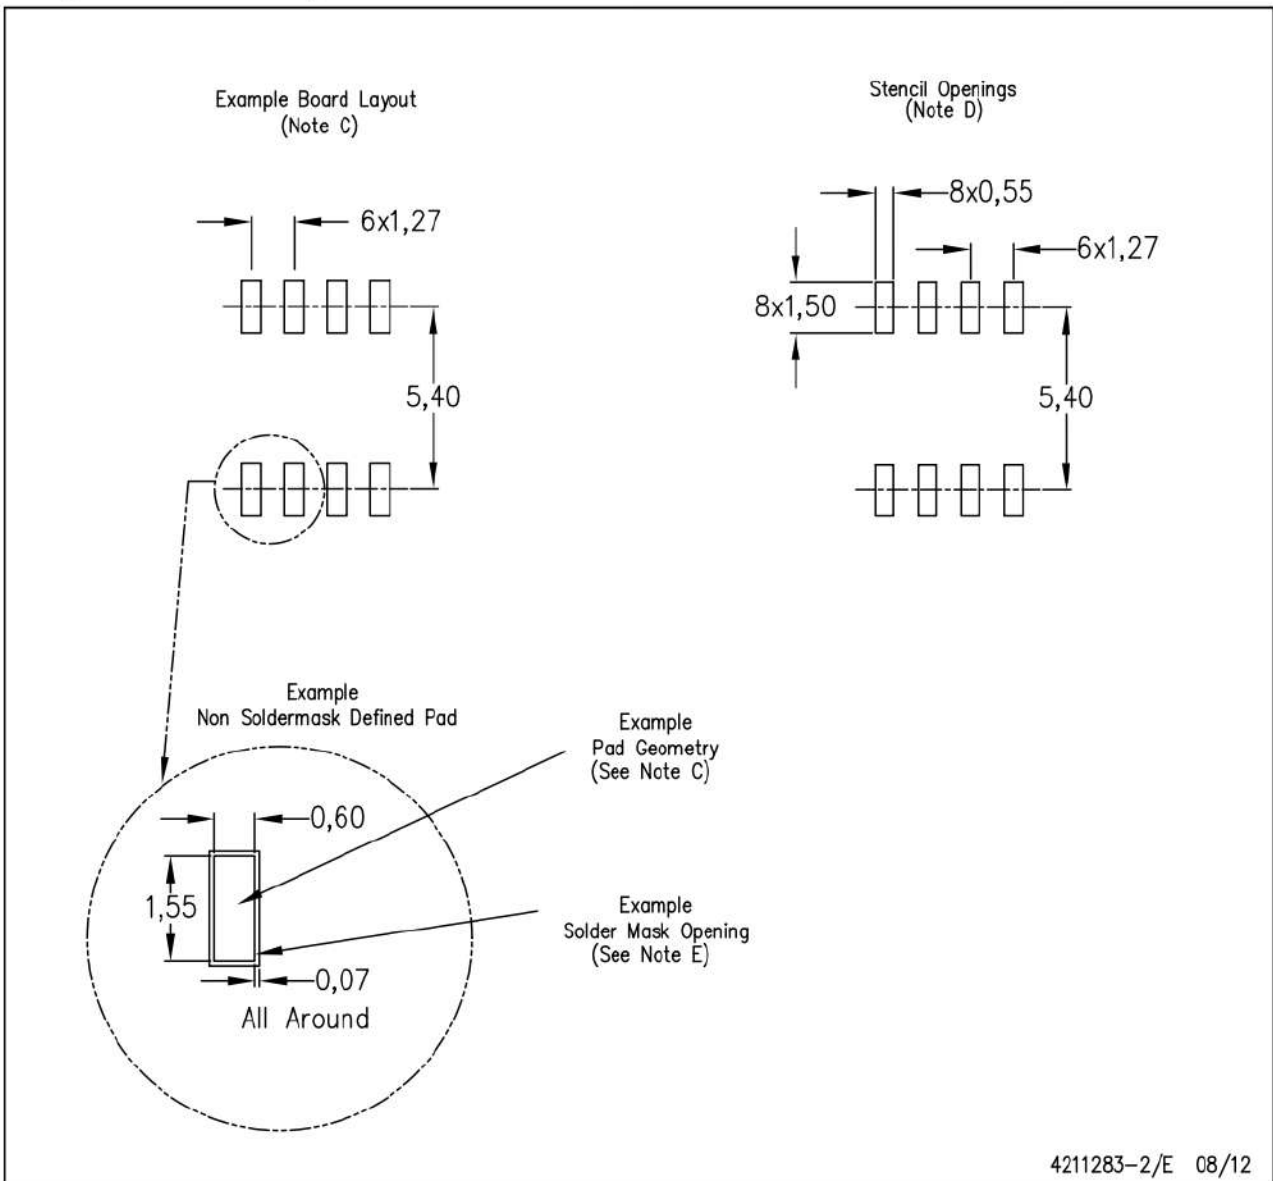 Example Board Layout
(Note C)
6x1,27
5,40
Stencil Openings
(Note D)
8x0,55
6x1,27
8x1,50
5,40
Example
Non Soldermask Defined Pad
0,60
1,55
0,07
All Around
Example
Pad Geometry
(See Note C)
Example
Solder Mask Opening
(See Note E)
4211283-2/E 08/12